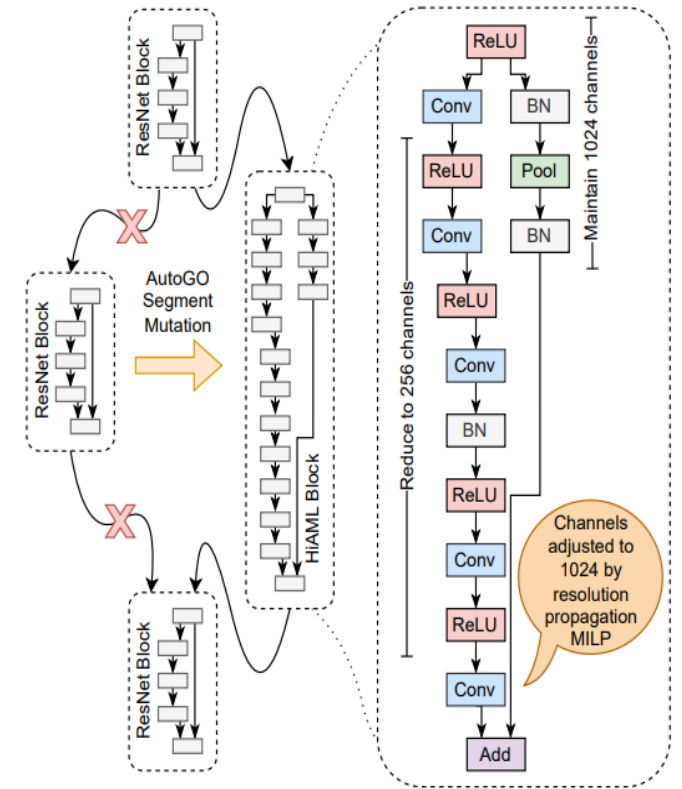 ResNet Block
X
ResNet Block
AutoGO
Segment
Mutation
X
ResNet Block
HiAML Block
ReLU
Conv
BN
ReLU
Pool
Conv
BN
ReLU
Conv
BN
ReLU
Conv
ReLU
Conv
Add
Maintain 1024 channels
Reduce to 256 channels
Channels
adjusted to
1024 by
resolution
propagation
MILP